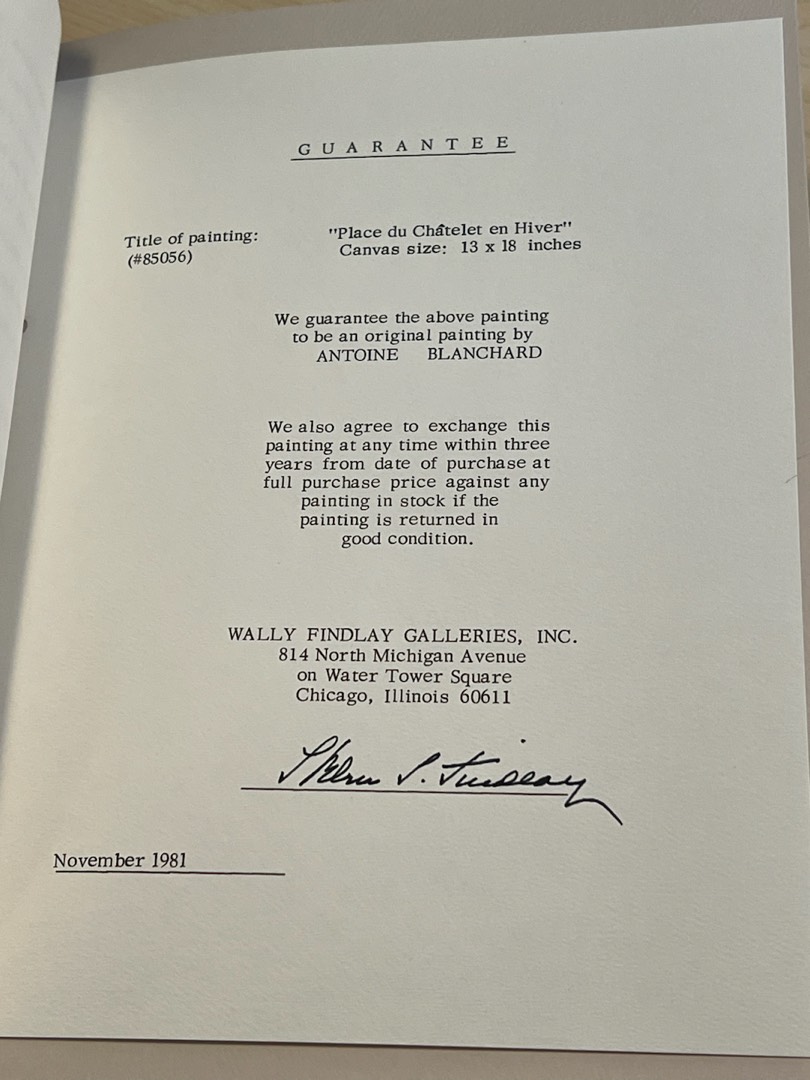 GUARANTEE
Title of painting: "Place du Châtelet en Hiver"
(#85056) Canvas size: 13 x 18 inches
We guarantee the above painting
to be an original painting by
ANTOINE BLANCHARD
We also agree to exchange this
painting at any time within three
years from date of purchase at
full purchase price against any
painting in stock if the
painting is returned in
good condition.
WALLY FINDLAY GALLERIES, INC.
814 North Michigan Avenue
on Water Tower Square
Chicago, Illinois 60611
S. Findlay
November 1981